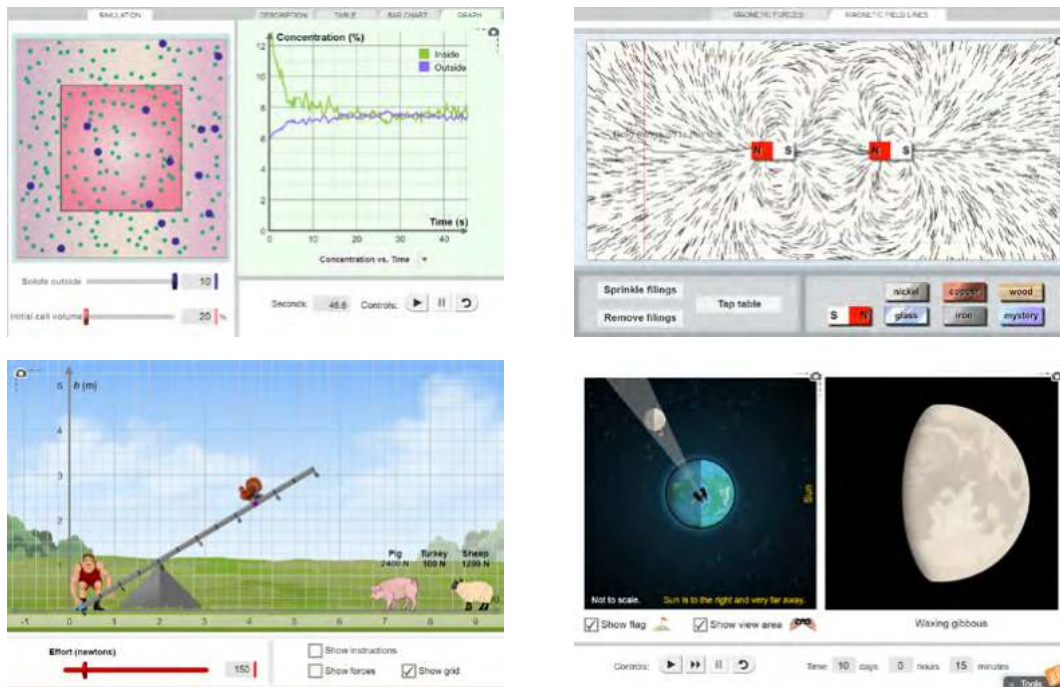 SIMULATION
DESCRIPTION TABLE BAR CHART GRAPH
Concentration (%)
Inside
Outside
12
8
6
4
2
0
0 10 20 30 40
Time (s)
Concentration vs. Time
Solute outside 10
Initial cell volume 20 %
Seconds: 45.6 Controls:
MAGNETIC FORCES MAGNETIC FIELD LINES
N S N S
Sprinkle filings
Remove filings
Tap table
S N
nickel copper wood
glass iron mystery
h (m)
5
4
3
2
Pig Turkey Sheep
2400 N 100 N 1200 N
-1 0 1 2 3 4 5 6 7 8 9
Effort (newtons)
150
Show instructions
Show forces Show grid
Sun
Not to scale. Sun is to the right and very far away.
Show flag Show view area
Waxing gibbous
Controls: Time: 10 days 0 hours 15 minutes
Tools